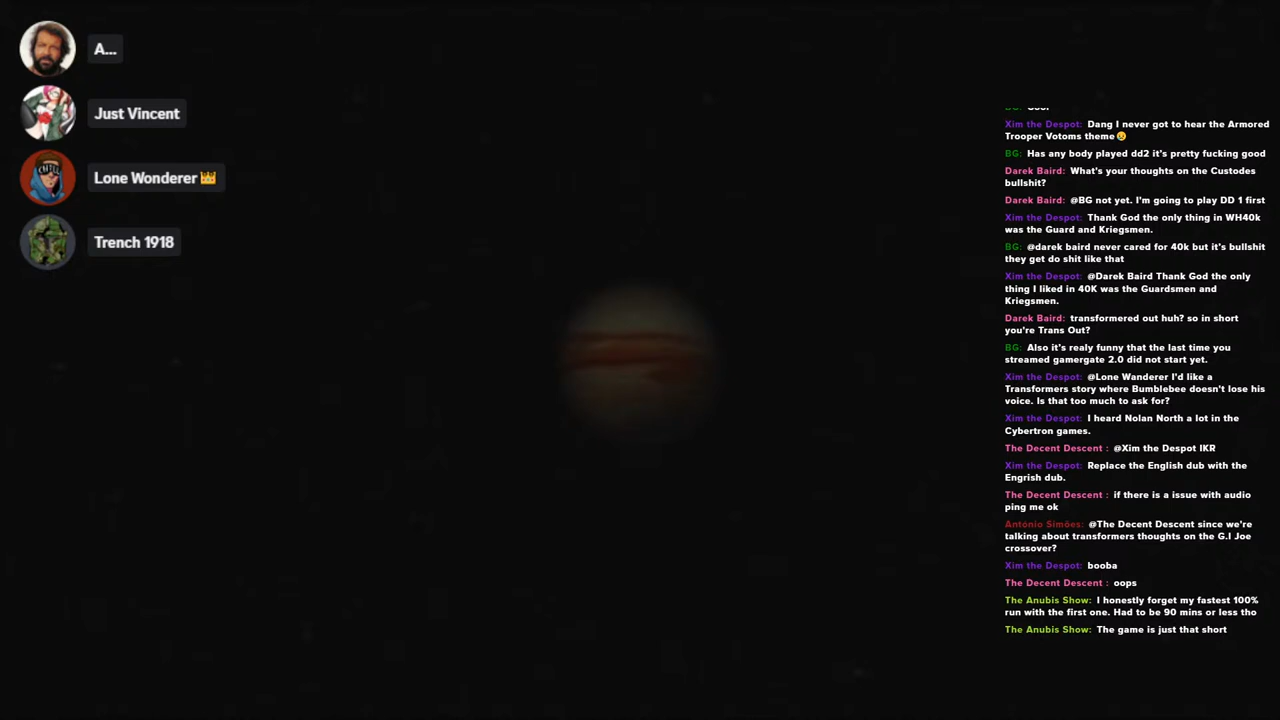 A...
Just Vincent
Lone Wonderer
Trench 1918
BG: Cool
Xim the Despot: Dang I never got to hear the Armored
Trooper Votoms theme
BG: Has any body played dd2 it's pretty fucking good
Darek Baird: What's your thoughts on the Custodes
bullshit?
Darek Baird: @BG not yet. I'm going to play DD 1 first
Xim the Despot: Thank God the only thing in WH40k
was the Guard and Kriegsmen.
BG: @darek baird never cared for 40k but it's bullshit
they get do shit like that
Xim the Despot: @Darek Baird Thank God the only
thing I liked in 40K was the Guardsmen and
Kriegsmen.
Darek Baird: transformered out huh? so in short
you're Trans Out?
BG: Also it's realy funny that the last time you
streamed gamergate 2.0 did not start yet.
Xim the Despot: @Lone Wanderer I'd like a
Transformers story where Bumblebee doesn't lose his
voice. Is that too much to ask for?
Xim the Despot: I heard Nolan North a lot in the
Cybertron games.
The Decent Descent : @Xim the Despot IKR
Xim the Despot: Replace the English dub with the
Engrish dub.
The Decent Descent : if there is a issue with audio
ping me ok
António Simões: @The Decent Descent since we're
talking about transformers thoughts on the G.I Joe
crossover?
Xim the Despot: booba
The Decent Descent : oops
The Anubis Show: I honestly forget my fastest 100%
run with the first one. Had to be 90 mins or less tho
The Anubis Show: The game is just that short